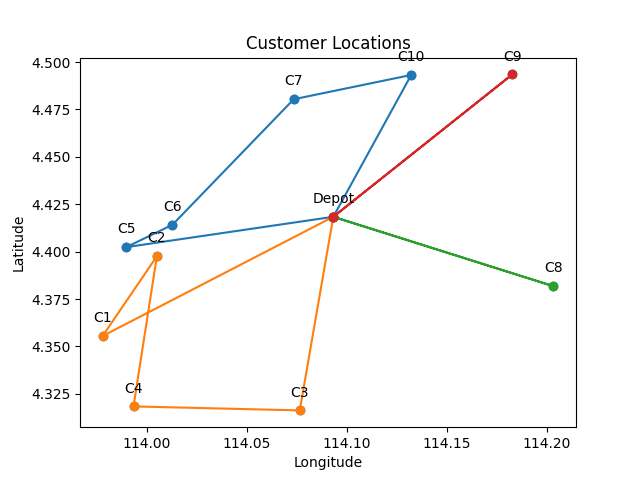 Customer Locations
4.500
4.475
4.450
4.425
4.400
4.375
4.350
4.325
Latitude
C10
C9
C7
Depot
C6
C5
C2
C8
C1
C4
C3
114.00
114.05
114.10
114.15
114.20
Longitude